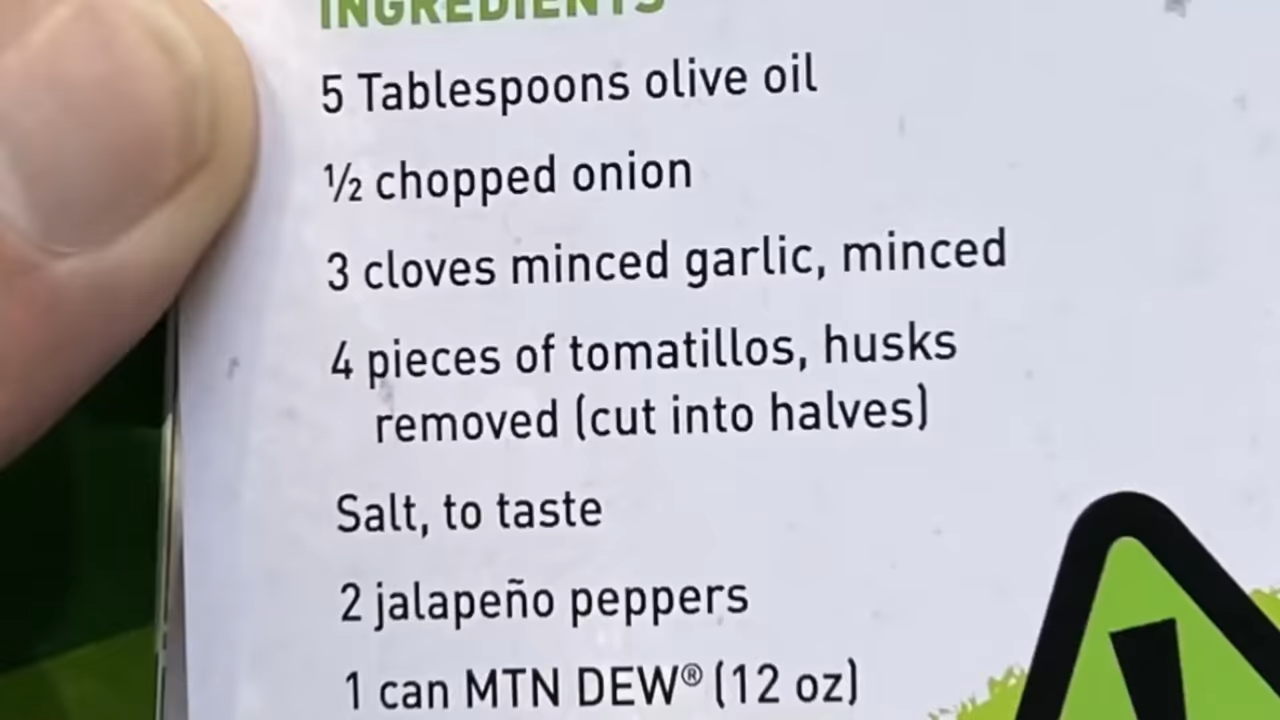 INGREDIENTS
5 Tablespoons olive oil
½ chopped onion
3 cloves minced garlic, minced
4 pieces of tomatillos, husks
removed (cut into halves)
Salt, to taste
2 jalapeño peppers
1 can MTN DEW® (12 oz)
!